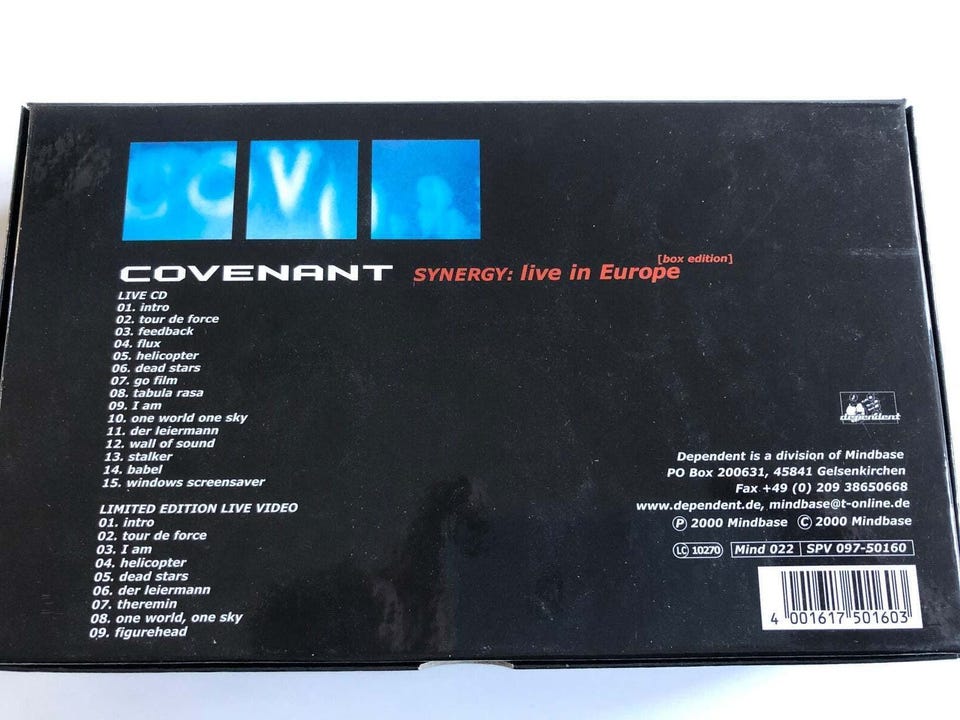 COVENANT SYNERGY: live in Europe [box edition]
LIVE CD
01. intro
02. tour de force
03. feedback
04. flux
05. helicopter
06. dead stars
07. go film
08. tabula rasa
09. I am
10. one world one sky
11. der leiermann
12. wall of sound
13. stalker
14. babel
15. windows screensaver
LIMITED EDITION LIVE VIDEO
01. intro
02. tour de force
03. I am
04. helicopter
05. dead stars
06. der leiermann
07. theremin
08. one world, one sky
09. figurehead
dependent
Dependent is a division of Mindbase
PO Box 200631, 45841 Gelsenkirchen
Fax +49 (0) 209 38650668
www.dependent.de, mindbase@t-online.de
Ⓟ 2000 Mindbase Ⓒ 2000 Mindbase
LC 10270 Mind 022 SPV 097-50160
4 001617 501603